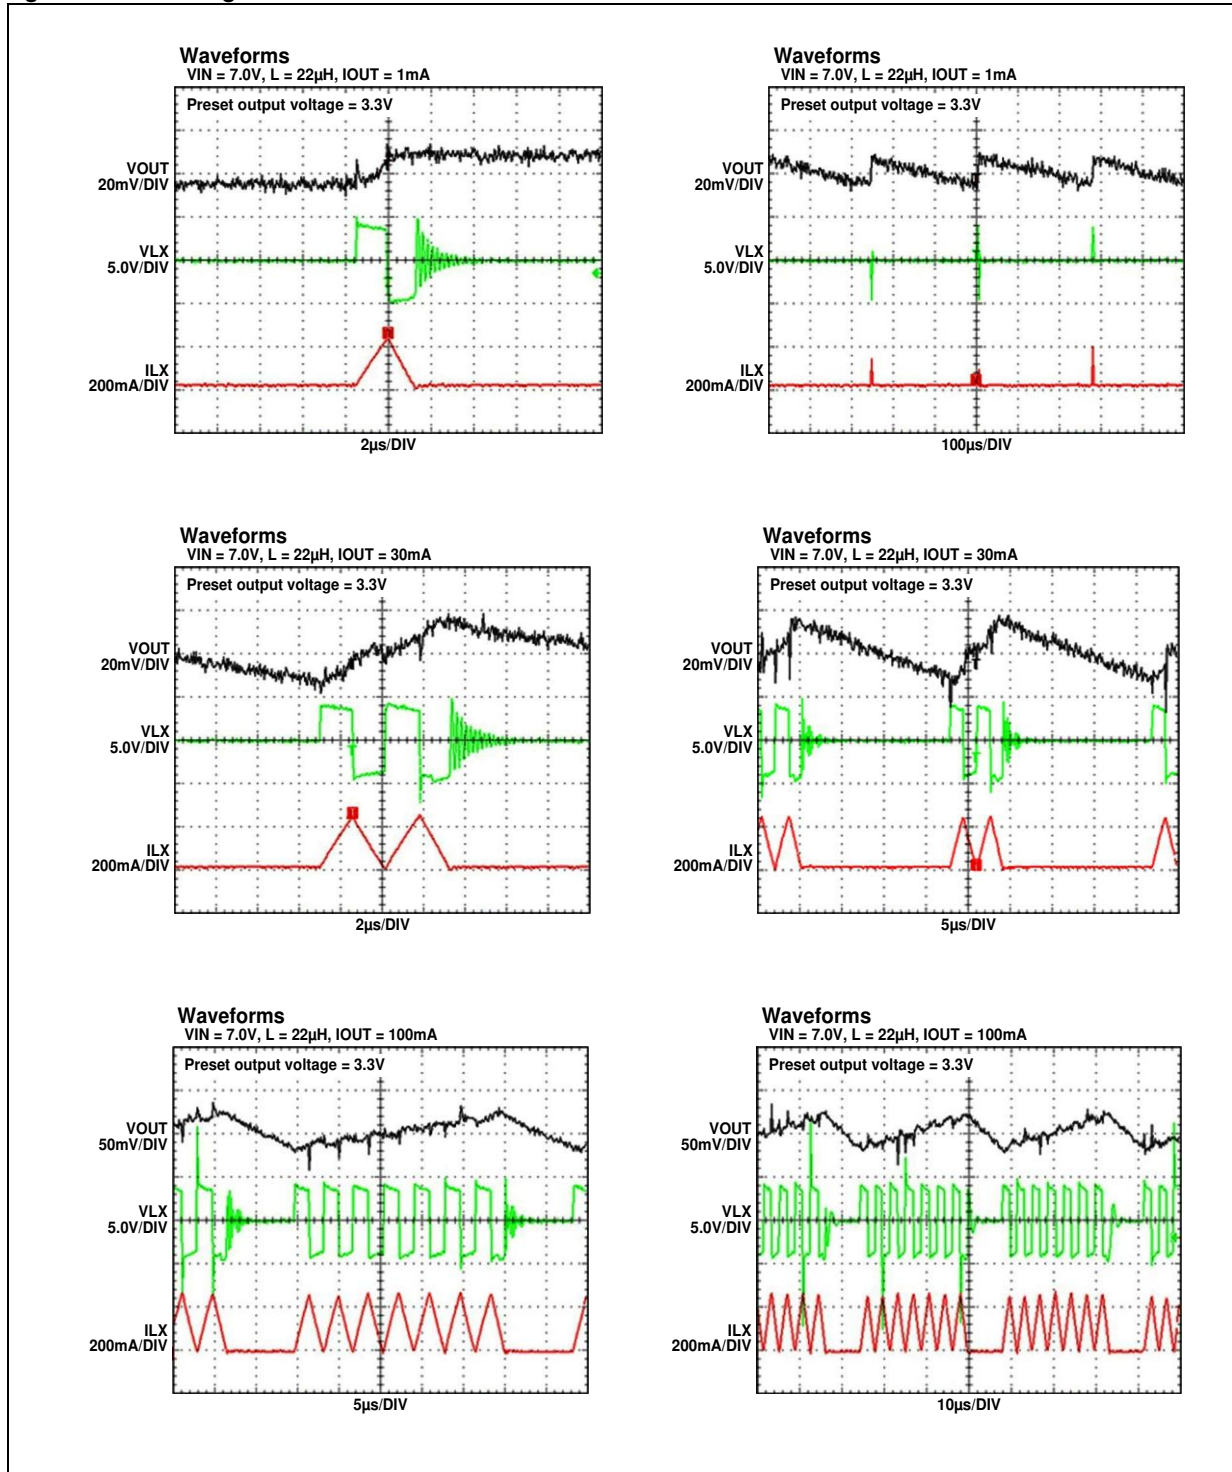 Waveforms
VIN = 7.0V, L = 22µH, IOUT = 1mA
Preset output voltage = 3.3V
VOUT
20mV/DIV
VLX
5.0V/DIV
ILX
200mA/DIV
2µs/DIV
Waveforms
VIN = 7.0V, L = 22µH, IOUT = 1mA
Preset output voltage = 3.3V
VOUT
20mV/DIV
VLX
5.0V/DIV
ILX
200mA/DIV
100µs/DIV
Waveforms
VIN = 7.0V, L = 22µH, IOUT = 30mA
Preset output voltage = 3.3V
VOUT
20mV/DIV
VLX
5.0V/DIV
ILX
200mA/DIV
2µs/DIV
Waveforms
VIN = 7.0V, L = 22µH, IOUT = 30mA
Preset output voltage = 3.3V
VOUT
20mV/DIV
VLX
5.0V/DIV
ILX
200mA/DIV
5µs/DIV
Waveforms
VIN = 7.0V, L = 22µH, IOUT = 100mA
Preset output voltage = 3.3V
VOUT
50mV/DIV
VLX
5.0V/DIV
ILX
200mA/DIV
5µs/DIV
Waveforms
VIN = 7.0V, L = 22µH, IOUT = 100mA
Preset output voltage = 3.3V
VOUT
50mV/DIV
VLX
5.0V/DIV
ILX
200mA/DIV
10µs/DIV